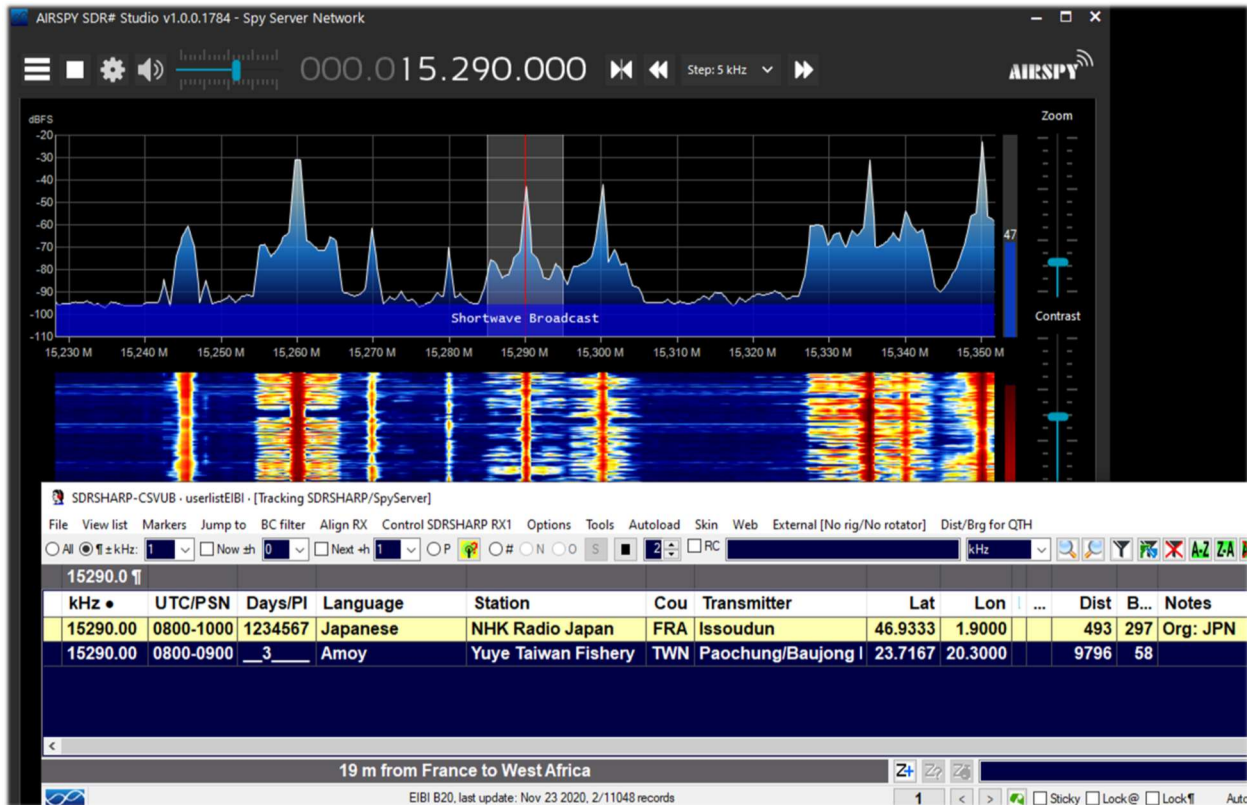 AIRSPY SDR# Studio v1.0.0.1784 - Spy Server Network
000.015.290.000 Step: 5 kHz AIRSPY
dBFS Zoom
-20
-30
-40
-50
-60
-70
-80
-90
-100
-110
47
Shortwave Broadcast
Contrast
15,230 M 15,240 M 15,250 M 15,260 M 15,270 M 15,280 M 15,290 M 15,300 M 15,310 M 15,320 M 15,330 M 15,340 M 15,350 M
SDRSHARP-CSVUB - userlistEIBI - [Tracking SDRSHARP/SpyServer]
File View list Markers Jump to BC filter Align RX Control SDRSHARP RX1 Options Tools Autoload Skin Web External [No rig/No rotator] Dist/Brg for QTH
All ¶ ± kHz: 1 Now ±h 0 Next +h 1 P # N O S 2 RC kHz A-Z Z-A
15290.0 ¶
kHz • UTC/PSN Days/Pl Language Station Cou Transmitter Lat Lon ... Dist B... Notes
15290.00 0800-1000 1234567 Japanese NHK Radio Japan FRA Issoudun 46.9333 1.9000 493 297 Org: JPN
15290.00 0800-0900 __3____ Amoy Yuye Taiwan Fishery TWN Paochung/Baujong 23.7167 20.3000 9796 58
19 m from France to West Africa Z+ Z?
EIBI B20, last update: Nov 23 2020, 2/11048 records 1 < > Sticky Lock@ Lock¶